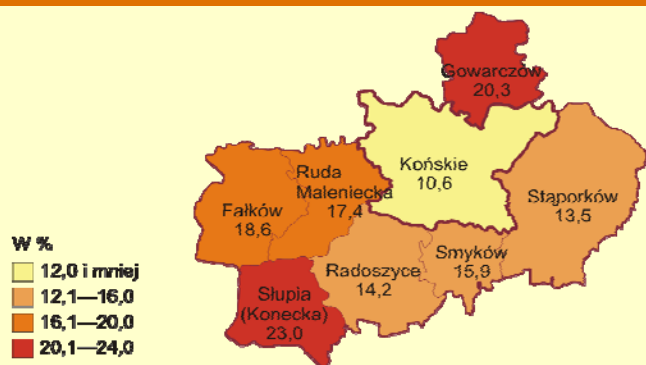 Gowarczów
20,3
Końskie
10,6
Ruda
Maleniecka
17,4
Stąporków
13,5
Fałków
18,6
Smyków
15,9
Radoszyce
14,2
Słupia
(Konecka)
23,0
W %
12,0 i mniej
12,1—16,0
16,1—20,0
20,1—24,0